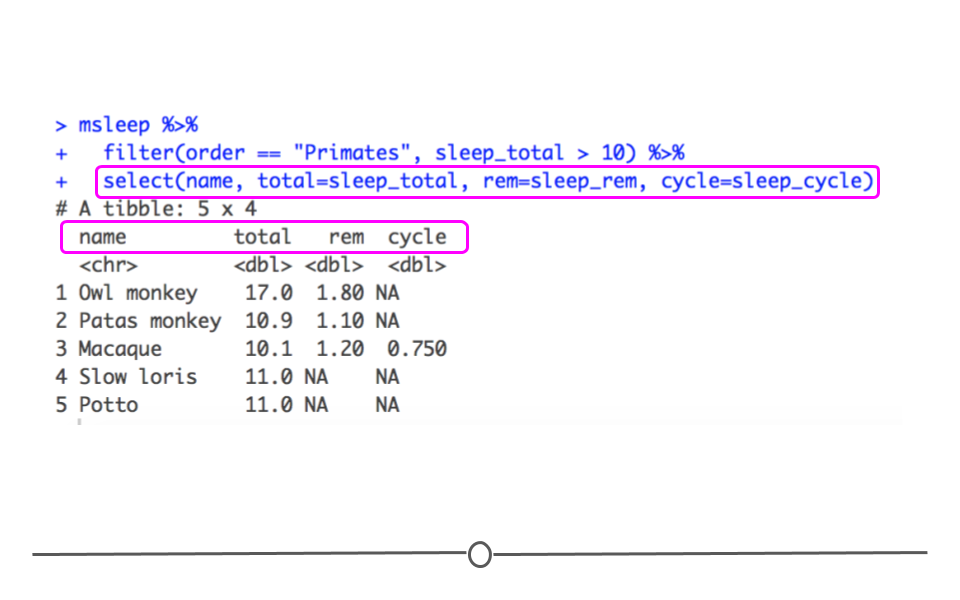 > msleep %>%
+   filter(order == "Primates", sleep_total > 10) %>%
+   select(name, total=sleep_total, rem=sleep_rem, cycle=sleep_cycle)
# A tibble: 5 x 4
  name         total   rem  cycle
  <chr>        <dbl> <dbl>  <dbl>
1 Owl monkey    17.0  1.80 NA
2 Patas monkey  10.9  1.10 NA
3 Macaque       10.1  1.20  0.750
4 Slow loris    11.0 NA    NA
5 Potto         11.0 NA    NA